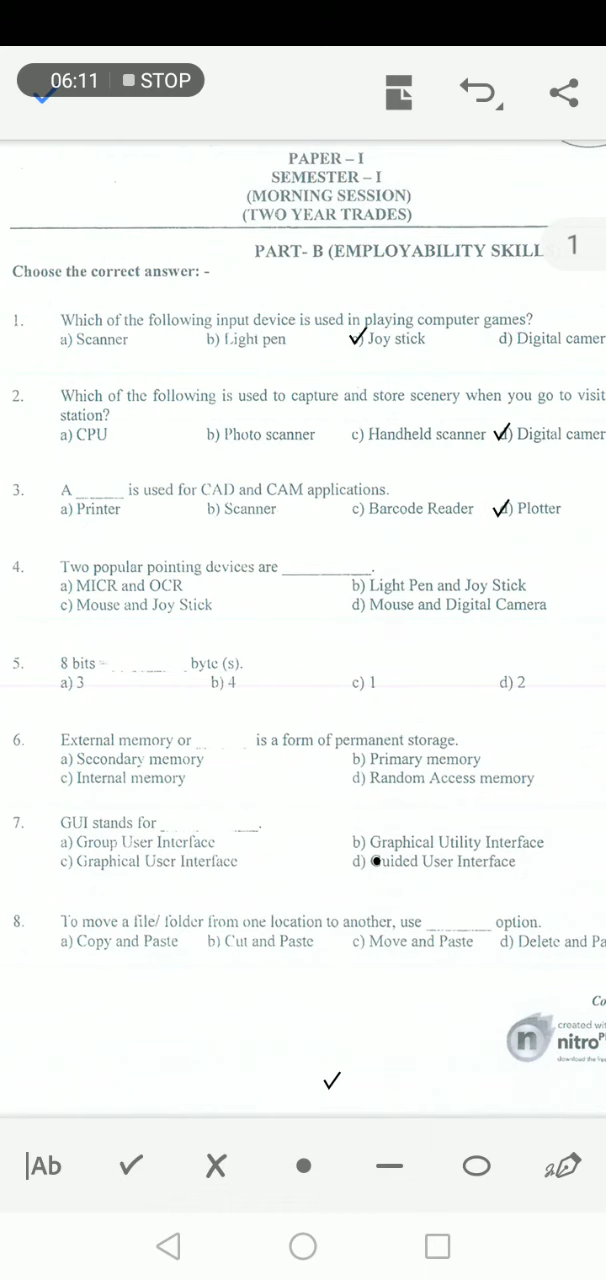 06:11 STOP
PAPER – I
SEMESTER – I
(MORNING SESSION)
(TWO YEAR TRADES)
1
PART- B (EMPLOYABILITY SKILL
Choose the correct answer: -
1. Which of the following input device is used in playing computer games?
a) Scanner b) Light pen ✓) Joy stick d) Digital camer
2. Which of the following is used to capture and store scenery when you go to visit
station?
a) CPU b) Photo scanner c) Handheld scanner ✓d) Digital camer
3. A ______ is used for CAD and CAM applications.
a) Printer b) Scanner c) Barcode Reader ✓d) Plotter
4. Two popular pointing devices are ___________.
a) MICR and OCR b) Light Pen and Joy Stick
c) Mouse and Joy Stick d) Mouse and Digital Camera
5. 8 bits = ________ byte (s).
a) 3 b) 4 c) 1 d) 2
6. External memory or ______ is a form of permanent storage.
a) Secondary memory b) Primary memory
c) Internal memory d) Random Access memory
7. GUI stands for ___________.
a) Group User Interface b) Graphical Utility Interface
c) Graphical User Interface d) Guided User Interface
8. To move a file/ folder from one location to another, use ________ option.
a) Copy and Paste b) Cut and Paste c) Move and Paste d) Delete and Pa
Co
created wit
nitro
download the
✓
|Ab